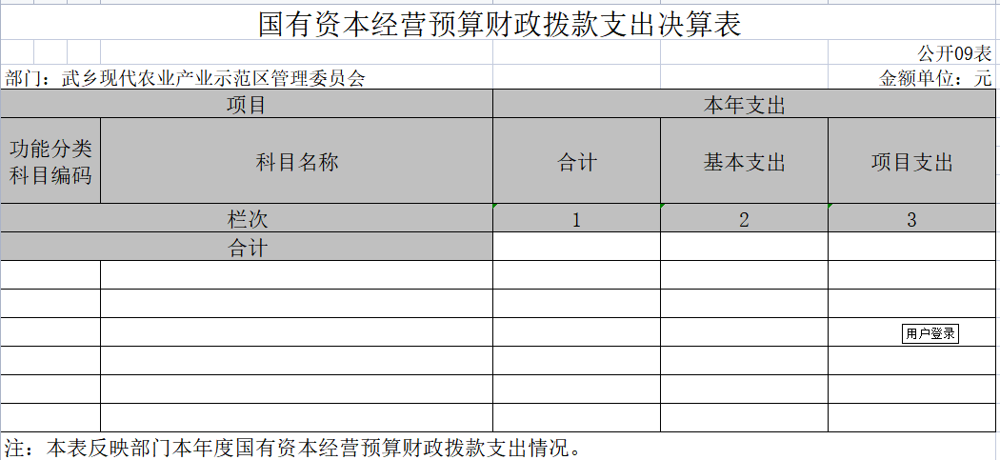 国有资本经营预算财政拨款支出决算表
公开09表
部门：武乡现代农业产业示范区管理委员会 金额单位：元
项目 本年支出
功能分类
科目编码 科目名称 合计 基本支出 项目支出
栏次 1 2 3
合计
用户登录
注：本表反映部门本年度国有资本经营预算财政拨款支出情况。